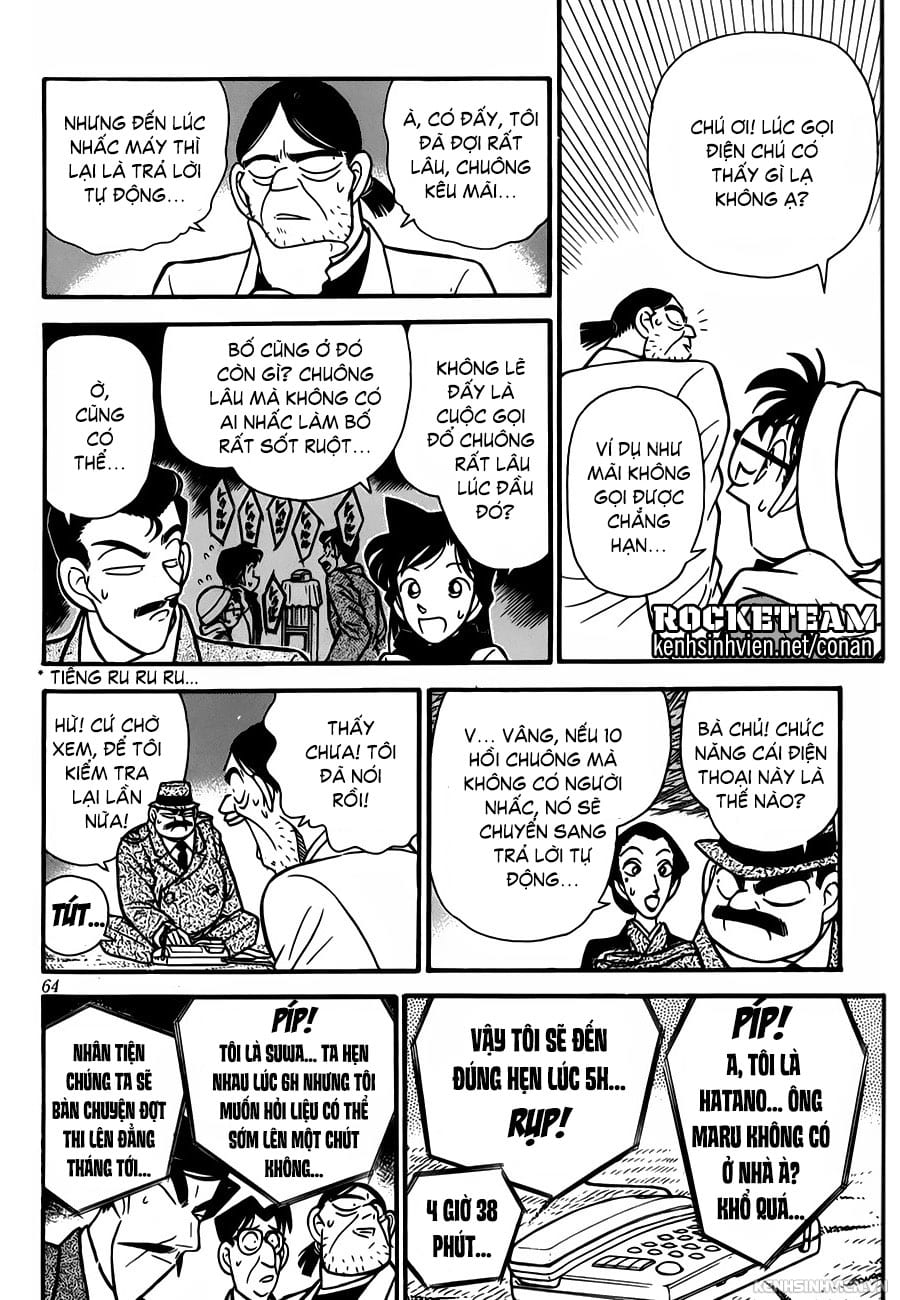 CHÚ ƠI! LÚC GỌI
ĐIỆN CHÚ CÓ
THẤY GÌ LẠ
KHÔNG Ạ?
VÍ DỤ NHƯ
MÃI KHÔNG
GỌI ĐƯỢC
CHẲNG
HẠN...
ROCKETEAM
kenhsinhvien.net/conan
À, CÓ ĐẤY, TÔI
ĐÃ ĐỢI RẤT
LÂU, CHUÔNG
KÊU MÃI...
NHƯNG ĐẾN LÚC
NHẤC MÁY THÌ
LẠI LÀ TRẢ LỜI
TỰ ĐỘNG...
KHÔNG LẼ
ĐẤY LÀ
CUỘC GỌI
ĐỔ CHUÔNG
RẤT LÂU
LÚC ĐẦU
ĐÓ?
BỐ CŨNG Ở ĐÓ
CÒN GÌ? CHUÔNG
LÂU MÀ KHÔNG CÓ
AI NHẤC LÀM BỐ
RẤT SỐT RUỘT...
Ờ,
CŨNG
CÓ
THỂ...
* TIẾNG RU RU RU...
BÀ CHỦ! CHỨC
NĂNG CÁI ĐIỆN
THOẠI NÀY LÀ
THẾ NÀO?
V... VÂNG, NẾU 10
HỒI CHUÔNG MÀ
KHÔNG CÓ NGƯỜI
NHẤC, NÓ SẼ
CHUYỂN SANG
TRẢ LỜI TỰ
ĐỘNG...
THẤY
CHƯA! TÔI
ĐÃ NÓI
RỒI!
HỪ! CỨ CHỜ
XEM, ĐỂ TÔI
KIỂM TRA
LẠI LẦN
NỮA!
TÚT...
64
PÍP!
A, TÔI LÀ
HATANO... ÔNG
MARU KHÔNG CÓ
Ở NHÀ À?
KHỔ QUÁ...
VẬY TÔI SẼ ĐẾN
ĐÚNG HẸN LÚC 5H...
RỤP!
4 GIỜ 38
PHÚT...
PÍP!
TÔI LÀ SUWA... TA HẸN
NHAU LÚC 6H NHƯNG TÔI
MUỐN HỎI LIỆU CÓ THỂ
SỚM LÊN MỘT CHÚT
KHÔNG...
NHÂN TIỆN
CHÚNG TA SẼ
BÀN CHUYỆN ĐỢT
THI LÊN ĐẲNG
THÁNG TỚI...
KENHSINHVIEN.VN